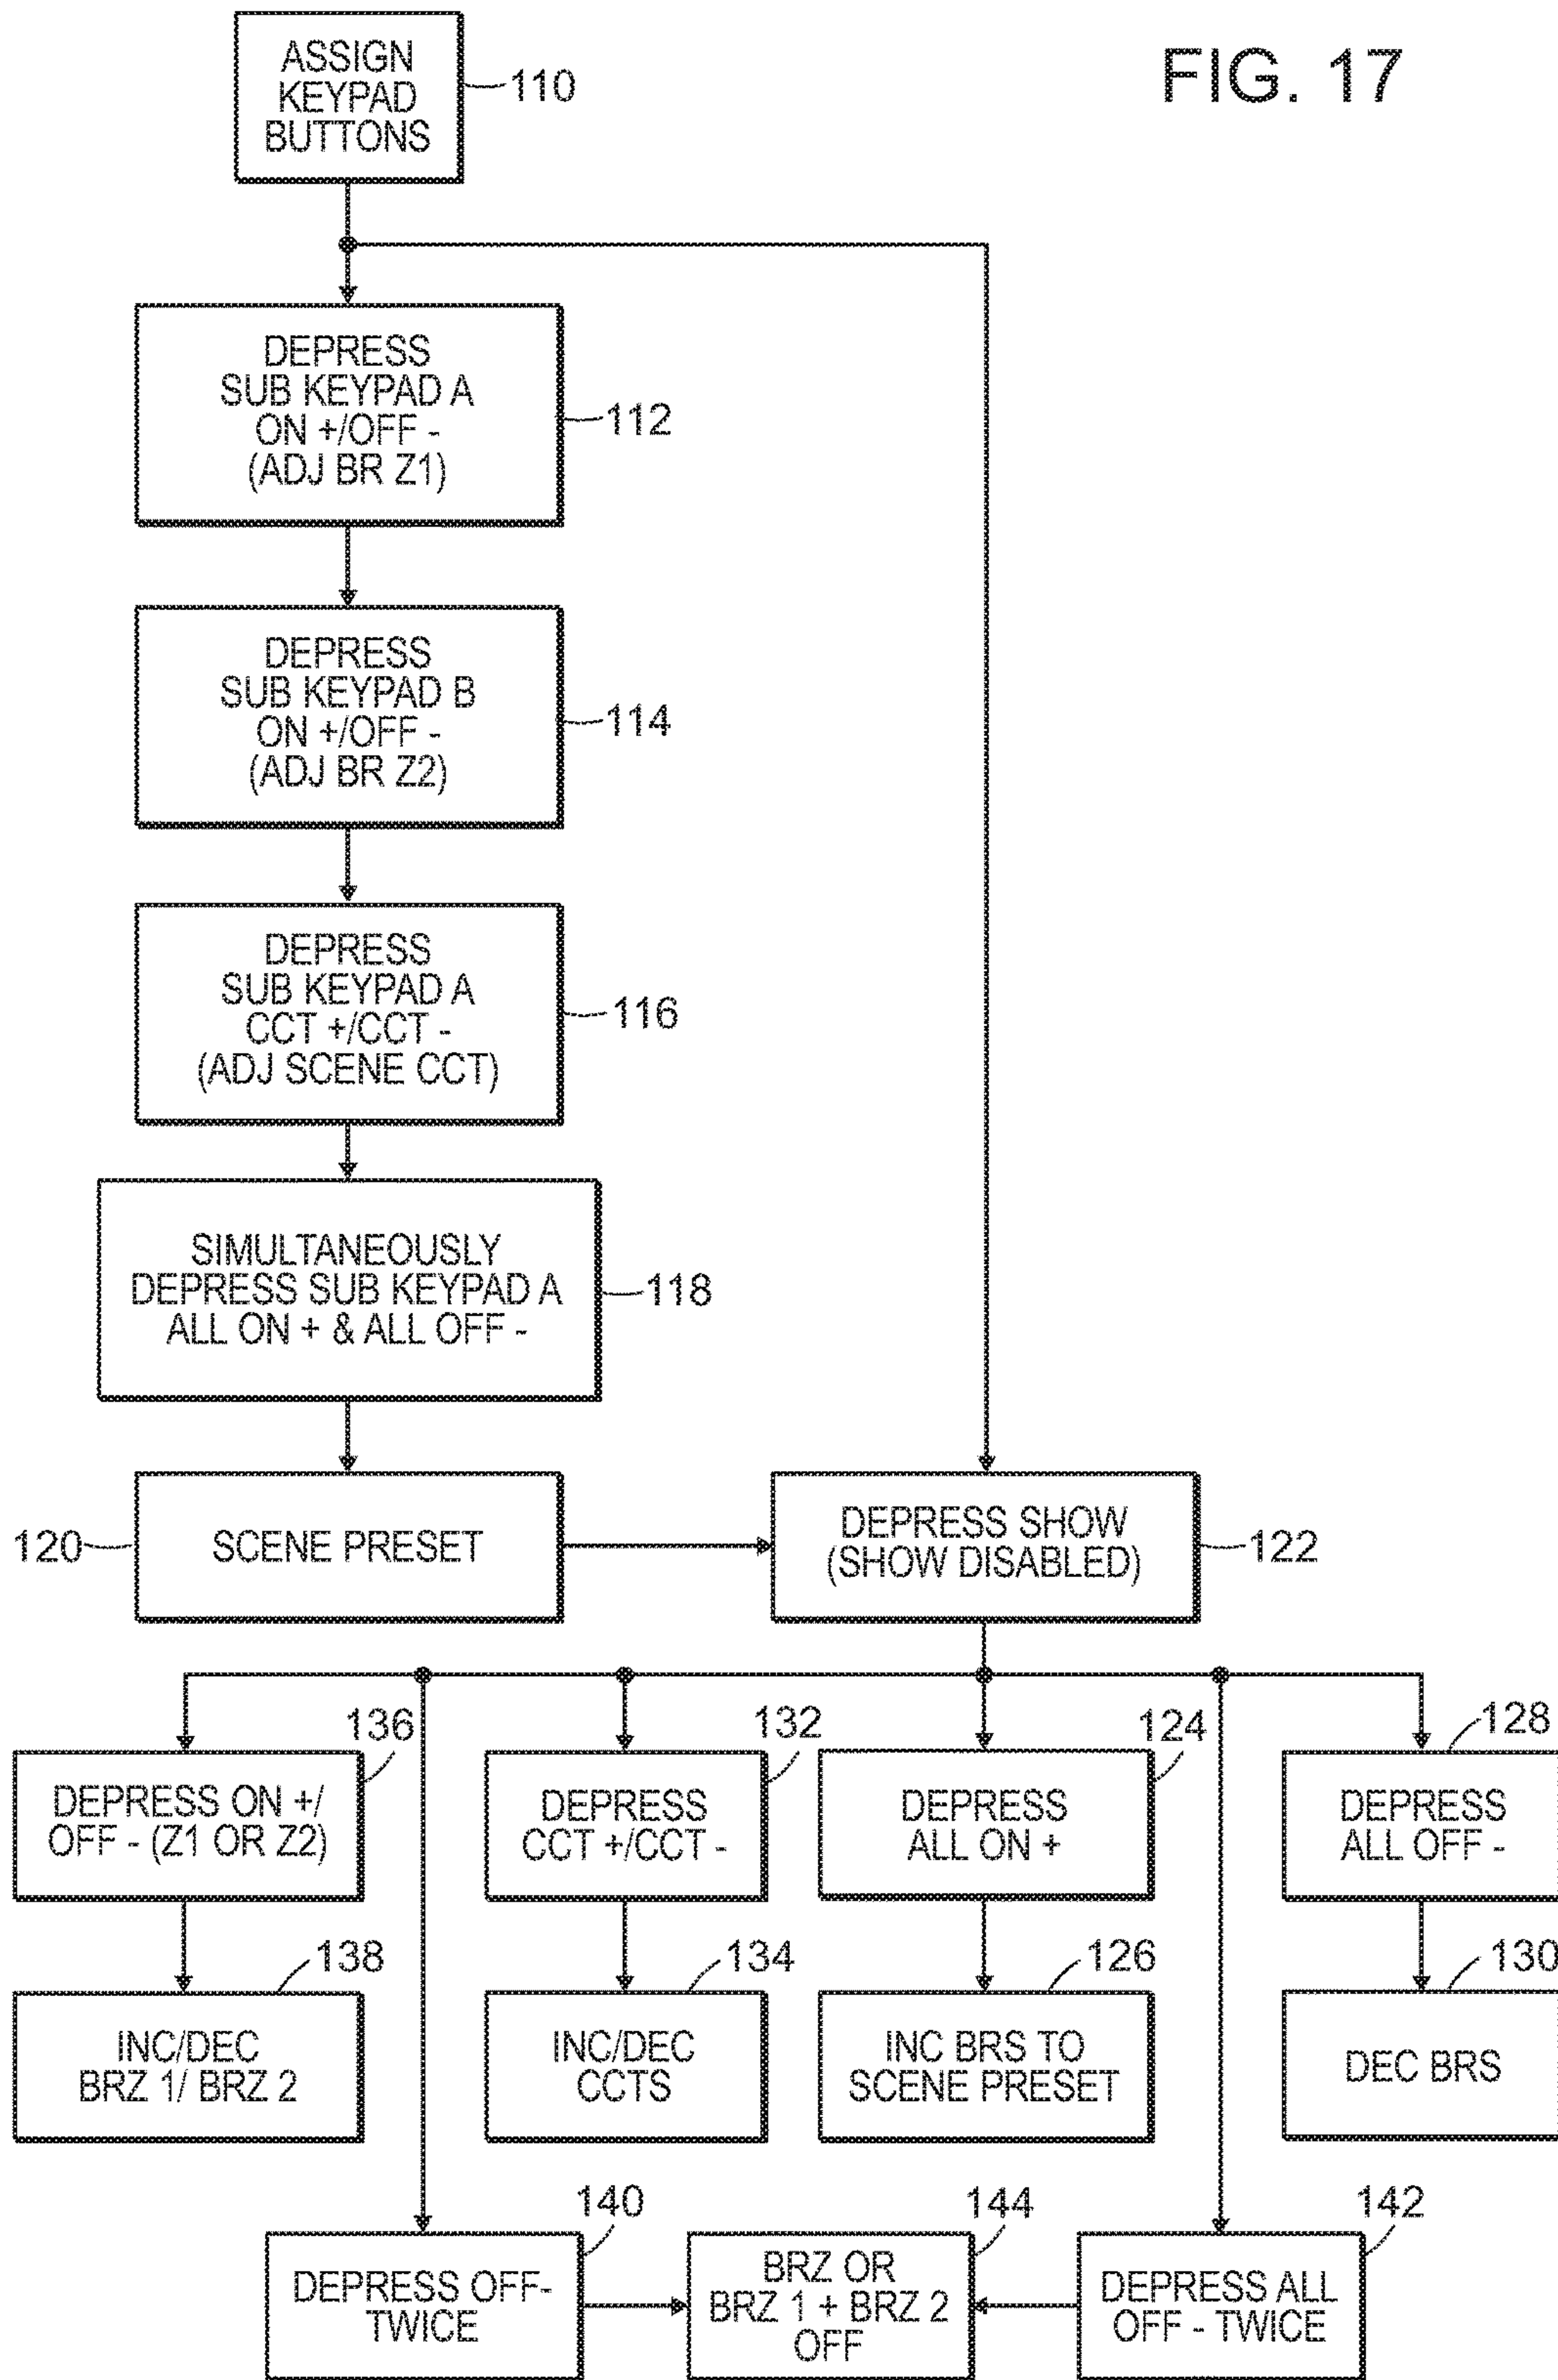 FIG. 17
ASSIGN
KEYPAD
BUTTONS
110
DEPRESS
SUB KEYPAD A
ON +/OFF -
(ADJ BR Z1)
112
DEPRESS
SUB KEYPAD B
ON +/OFF -
(ADJ BR Z2)
114
DEPRESS
SUB KEYPAD A
CCT +/CCT -
(ADJ SCENE CCT)
116
SIMULTANEOUSLY
DEPRESS SUB KEYPAD A
ALL ON + & ALL OFF -
118
120
SCENE PRESET
DEPRESS SHOW
(SHOW DISABLED)
122
136
DEPRESS ON +/
OFF - (Z1 OR Z2)
132
DEPRESS
CCT +/CCT -
124
DEPRESS
ALL ON +
128
DEPRESS
ALL OFF -
138
INC/DEC
BRZ 1/ BRZ 2
134
INC/DEC
CCTS
126
INC BRS TO
SCENE PRESET
130
DEC BRS
140
DEPRESS OFF-
TWICE
144
BRZ OR
BRZ 1 + BRZ 2
OFF
142
DEPRESS ALL
OFF - TWICE